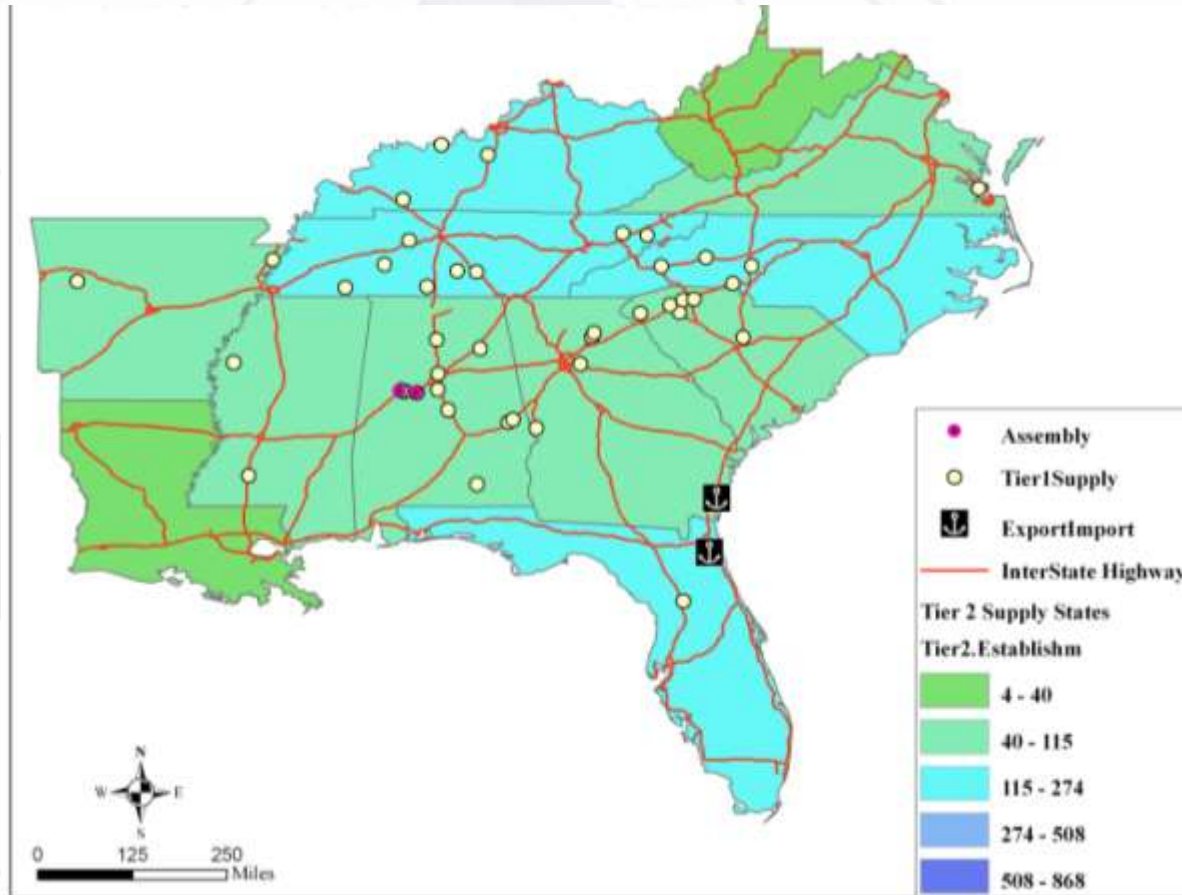 Assembly
Tier1Supply
ExportImport
InterState Highway
Tier 2 Supply States
Tier2.Establishm
4 - 40
40 - 115
115 - 274
274 - 508
508 - 868
N
W E
S
0 125 250
Miles